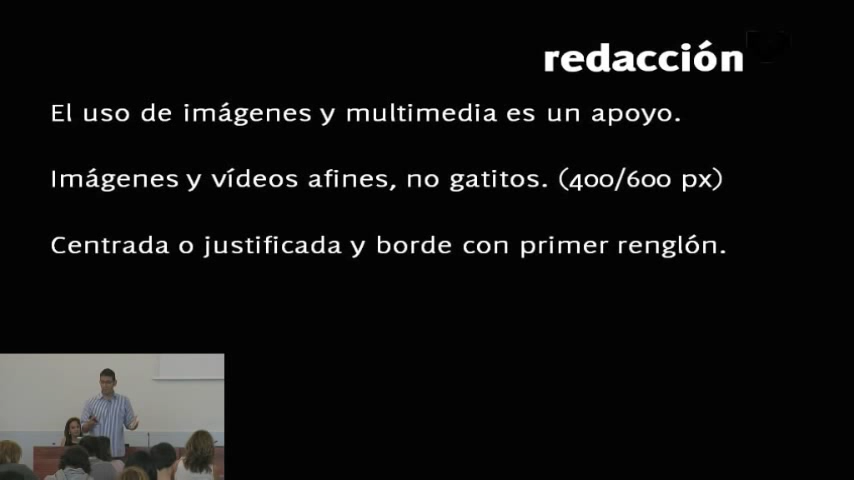 redacción
El uso de imágenes y multimedia es un apoyo.
Imágenes y vídeos afines, no gatitos. (400/600 px)
Centrada o justificada y borde con primer renglón.